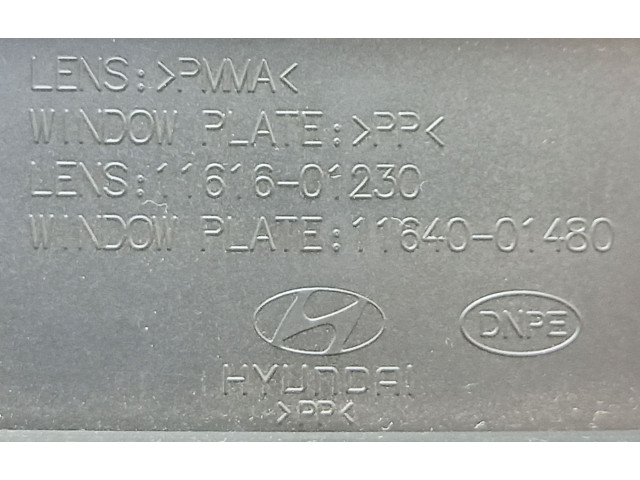 LENS:>PMMA<
WINDOW PLATE:>PP<
LENS:11616-01230
WINDOW PLATE:11640-01480
DNPE
HYUNDAI
>PP<